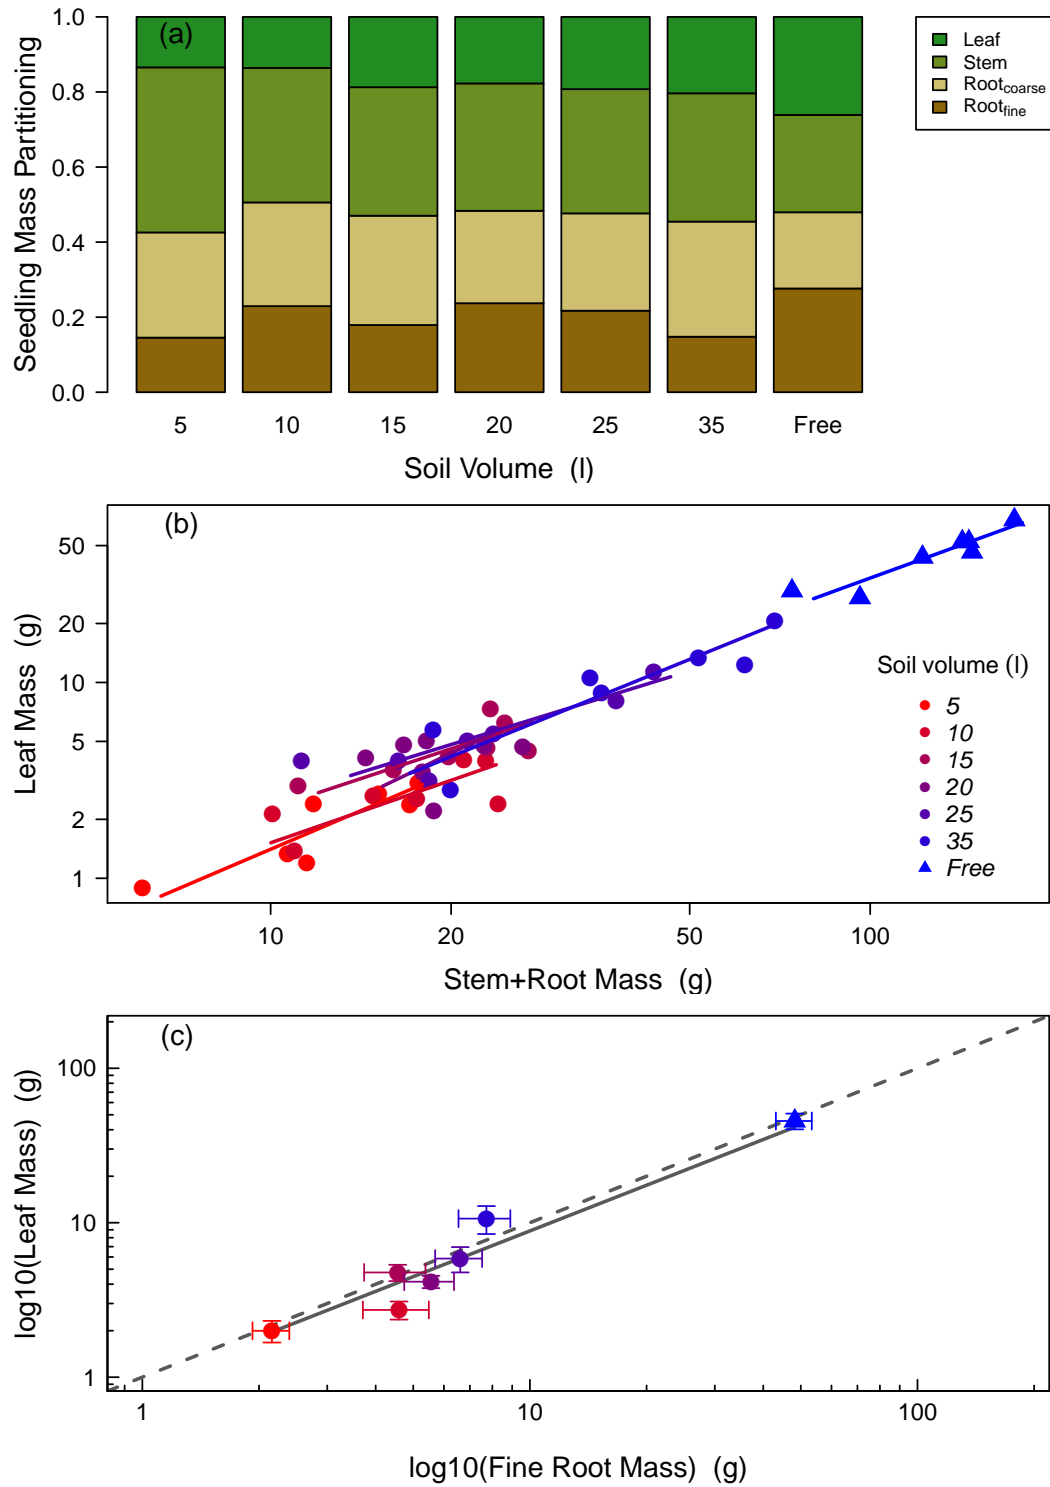 (a)
1.0
0.8
0.6
0.4
0.2
0.0
Seedling Mass Partitioning
5 10 15 20 25 35 Free
Soil Volume (l)
Leaf
Stem
Root_coarse
Root_fine
(b)
50
20
10
5
2
1
Leaf Mass (g)
10 20 50 100
Stem+Root Mass (g)
Soil volume (l)
5
10
15
20
25
35
Free
(c)
100
10
1
log10(Leaf Mass) (g)
1 10 100
log10(Fine Root Mass) (g)